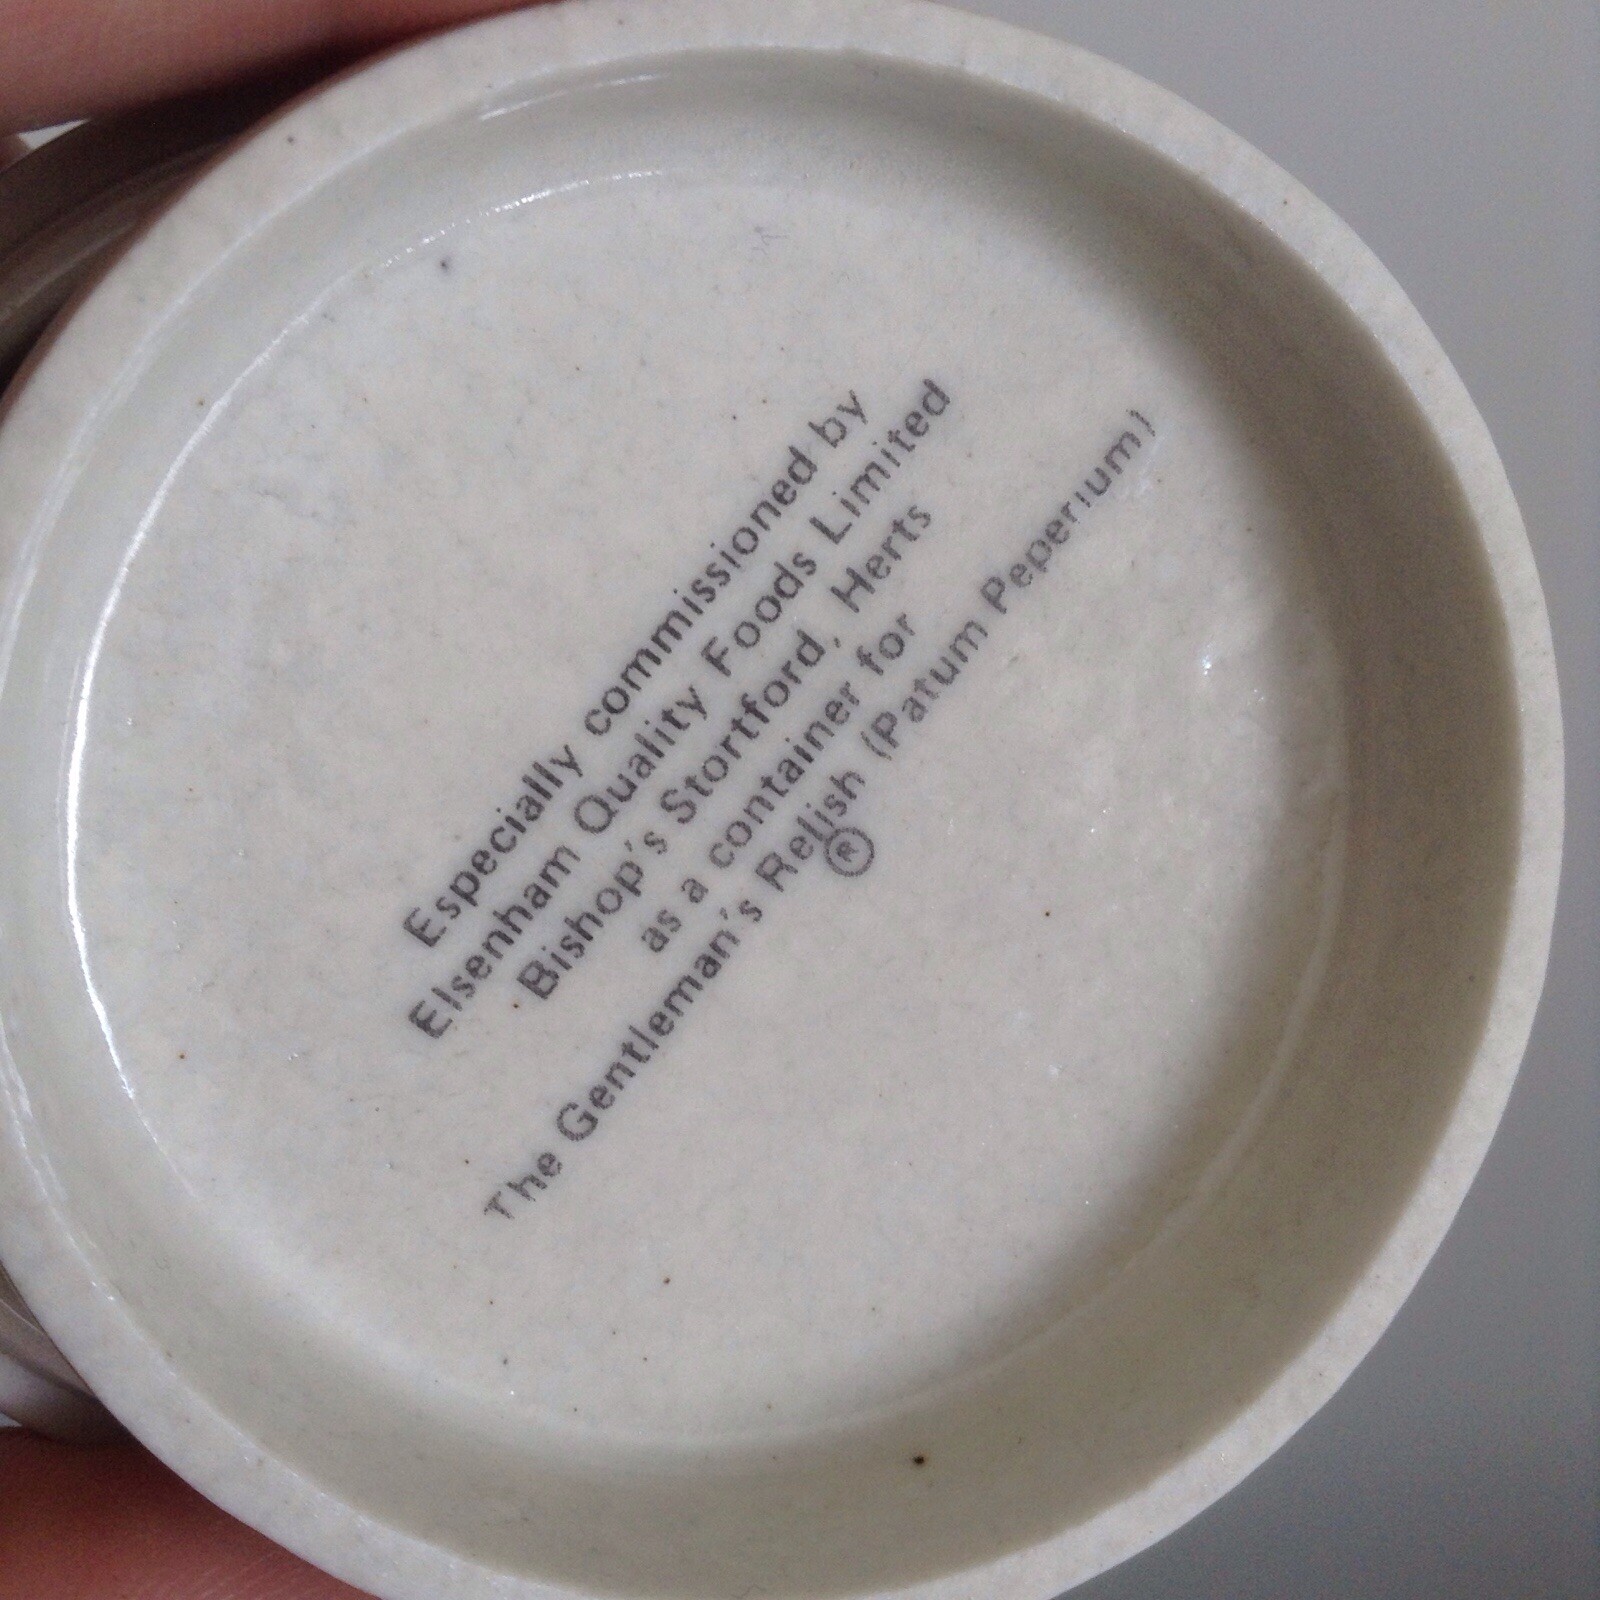 Especially commissioned by
Elsenham Quality Foods Limited
Bishop's Stortford, Herts
as a container for
The Gentleman's Relish (Patum Peperium)
®